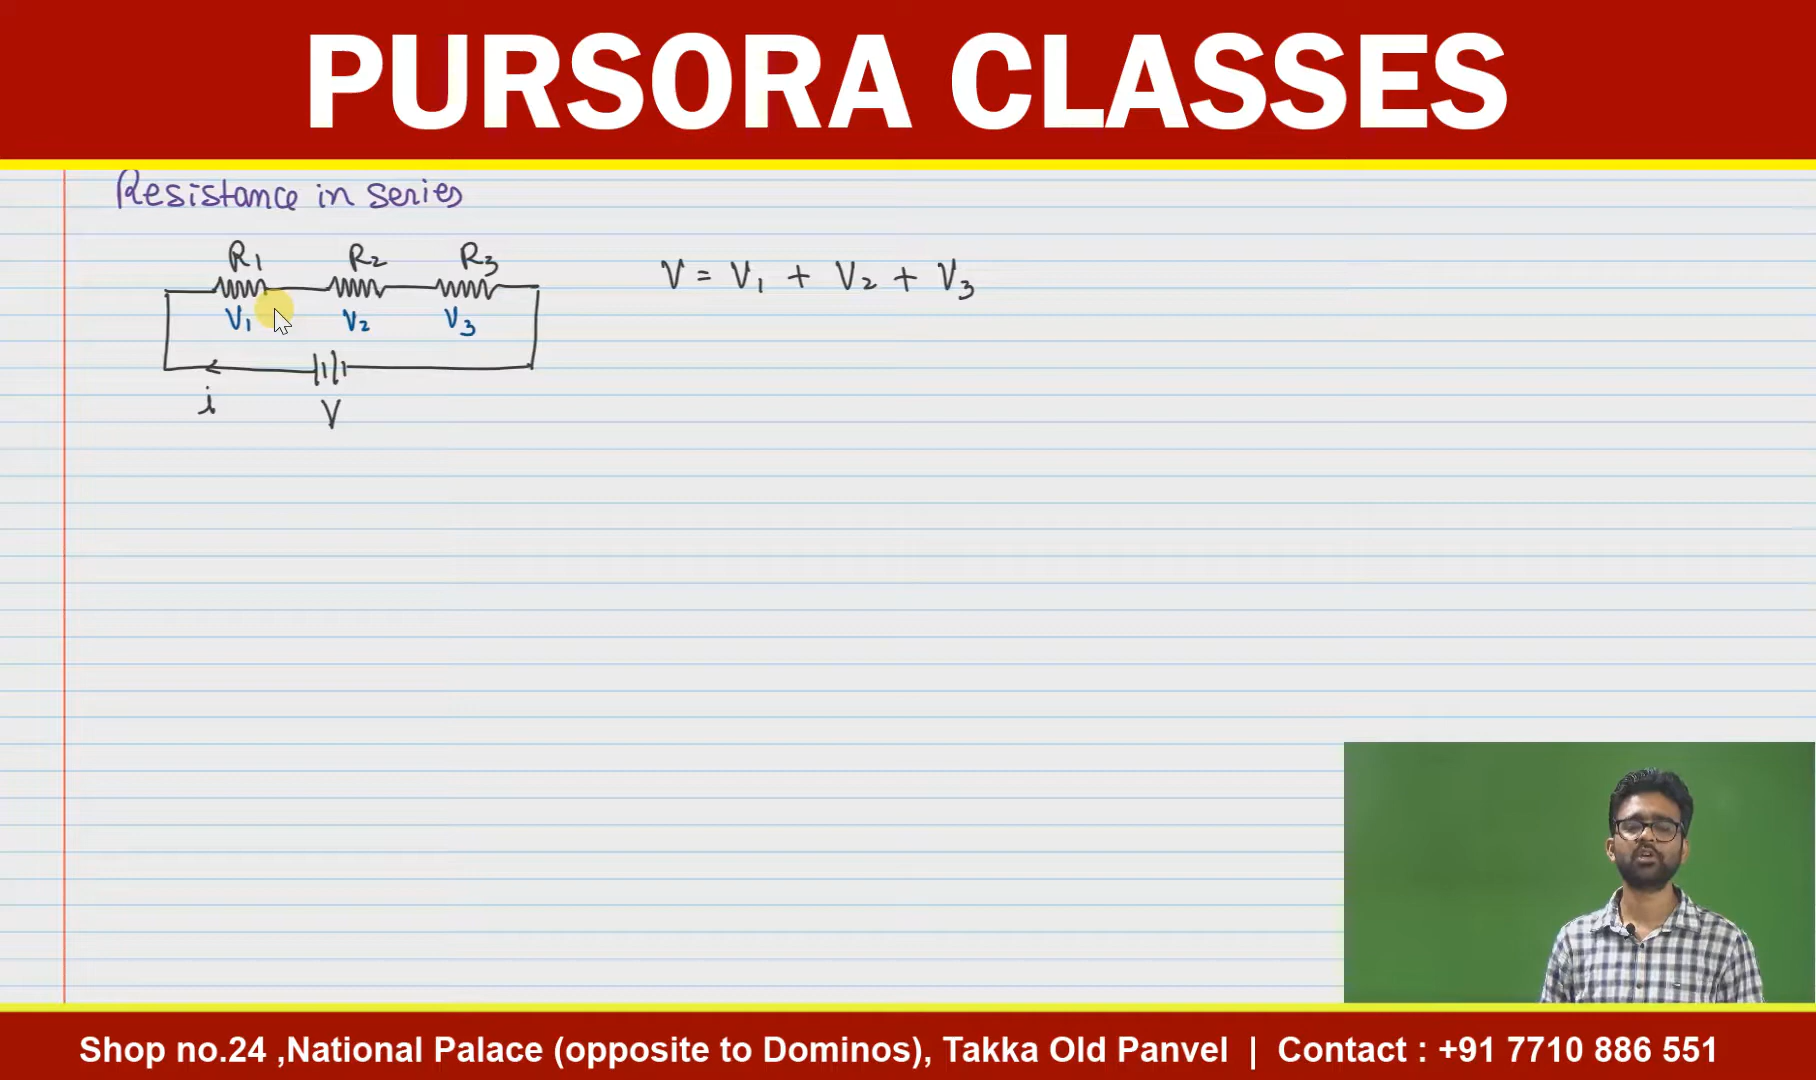 PURSORA CLASSES
Resistance in series
R1 R2 R3
V = V1 + V2 + V3
V1 V2 V3
i
V
Shop no.24 ,National Palace (opposite to Dominos), Takka Old Panvel | Contact : +91 7710 886 551